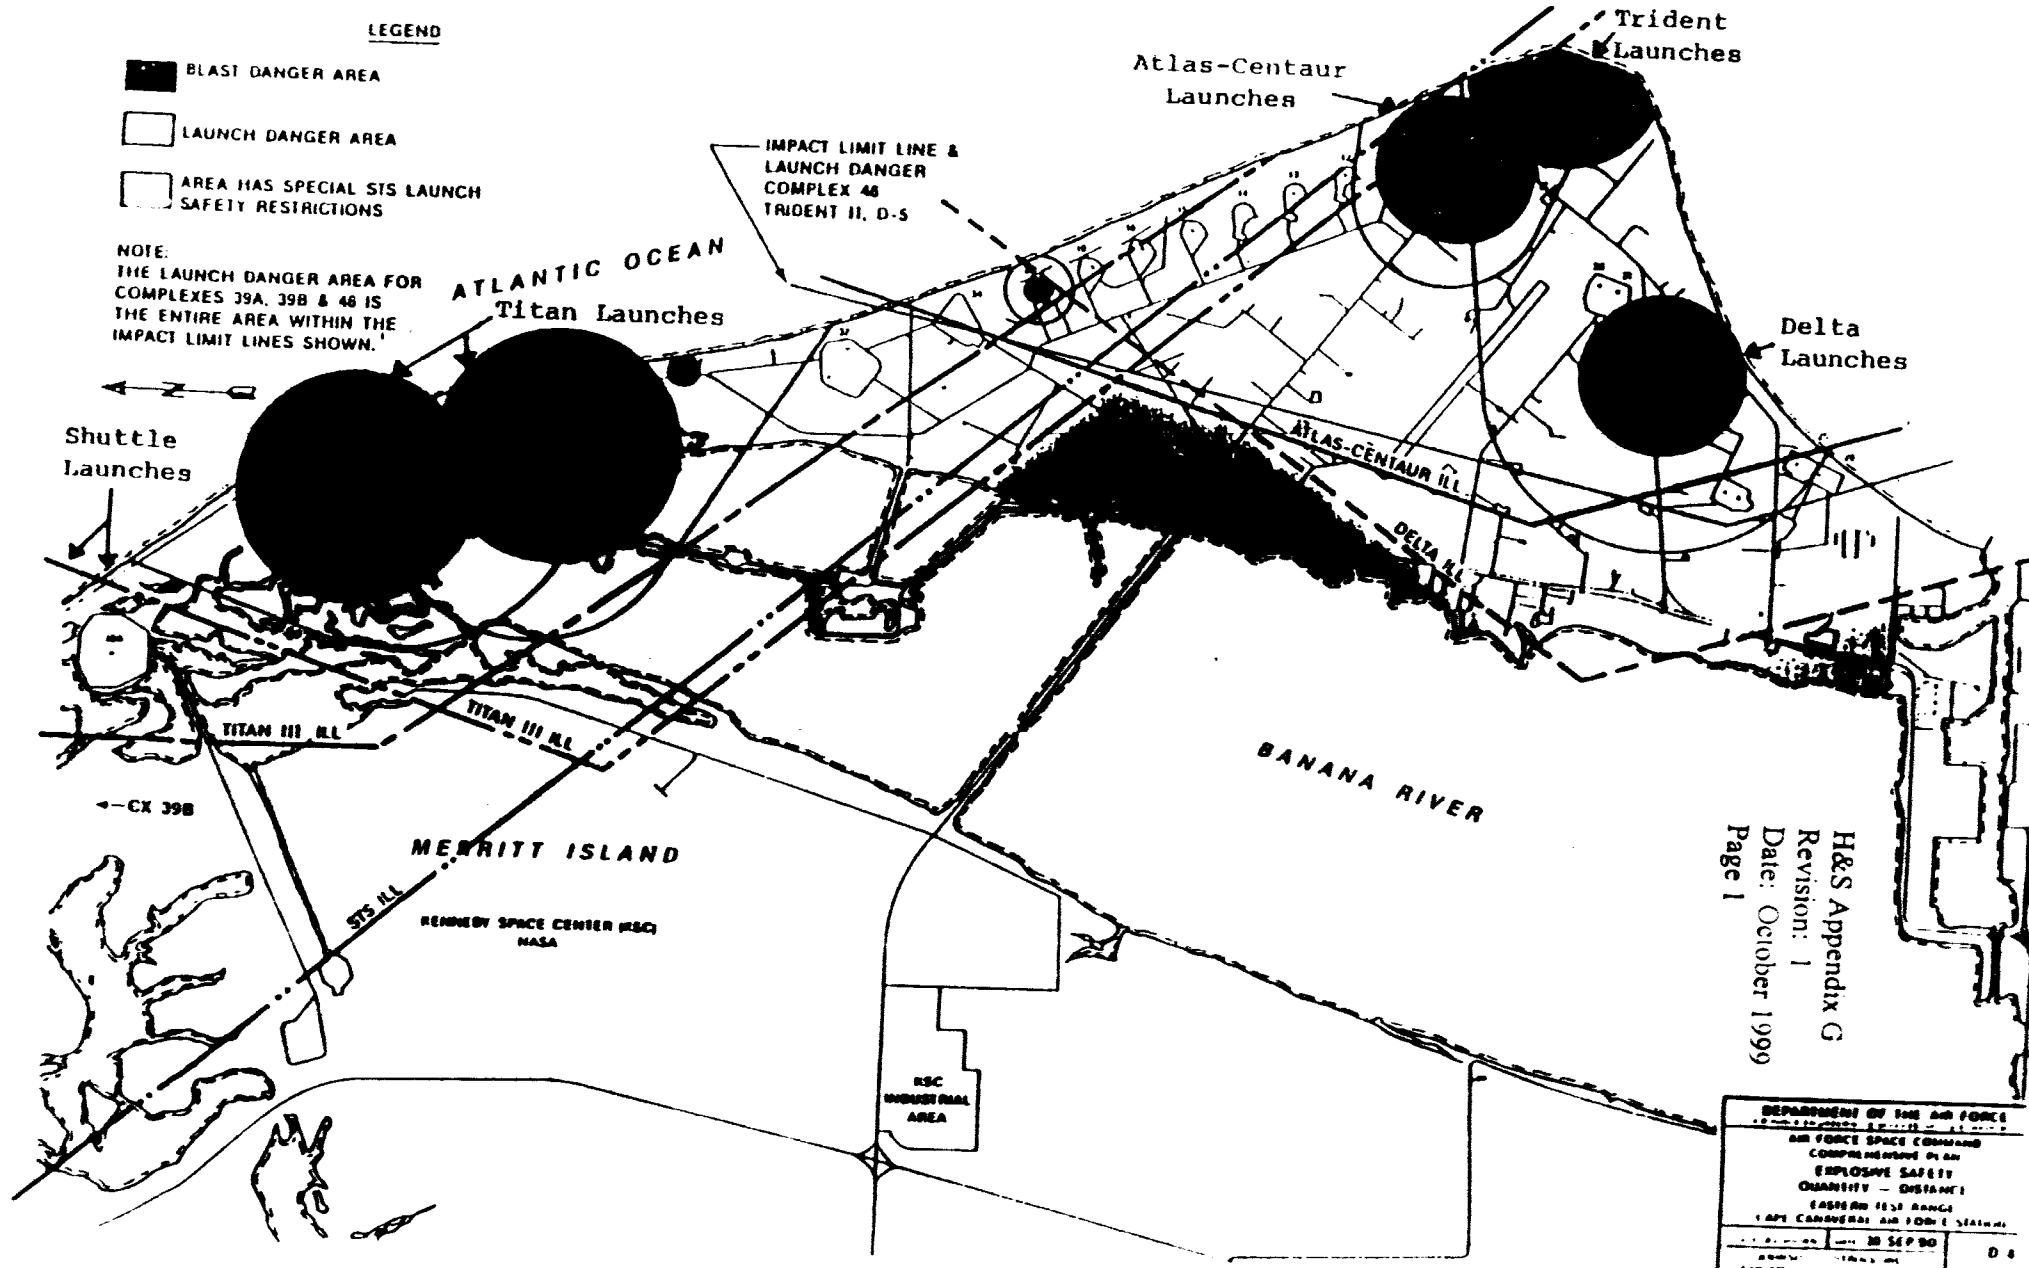 LEGEND
BLAST DANGER AREA
LAUNCH DANGER AREA
AREA HAS SPECIAL STS LAUNCH
SAFETY RESTRICTIONS
NOTE:
THE LAUNCH DANGER AREA FOR
COMPLEXES 39A, 39B & 46 IS
THE ENTIRE AREA WITHIN THE
IMPACT LIMIT LINES SHOWN.
ATLANTIC OCEAN
Titan Launches
Shuttle
Launches
IMPACT LIMIT LINE &
LAUNCH DANGER
COMPLEX 46
TRIDENT II, D-5
Atlas-Centaur
Launches
Trident
Launches
Delta
Launches
ATLAS-CENTAUR ILL
DELTA ILL
TITAN III ILL
TITAN III ILL
STS ILL
N
CX 39B
MERRITT ISLAND
KENNEDY SPACE CENTER (KSC)
NASA
BANANA RIVER
KSC
INDUSTRIAL
AREA
H&S Appendix G
Revision: 1
Date: October 1999
Page 1
DEPARTMENT OF THE AIR FORCE
AIR FORCE SPACE COMMAND
COMPREHENSIVE PLAN
EXPLOSIVE SAFETY
QUANTITY - DISTANCE
EASTERN TEST RANGE
CAPE CANAVERAL AIR FORCE STATION
30 SEP 90